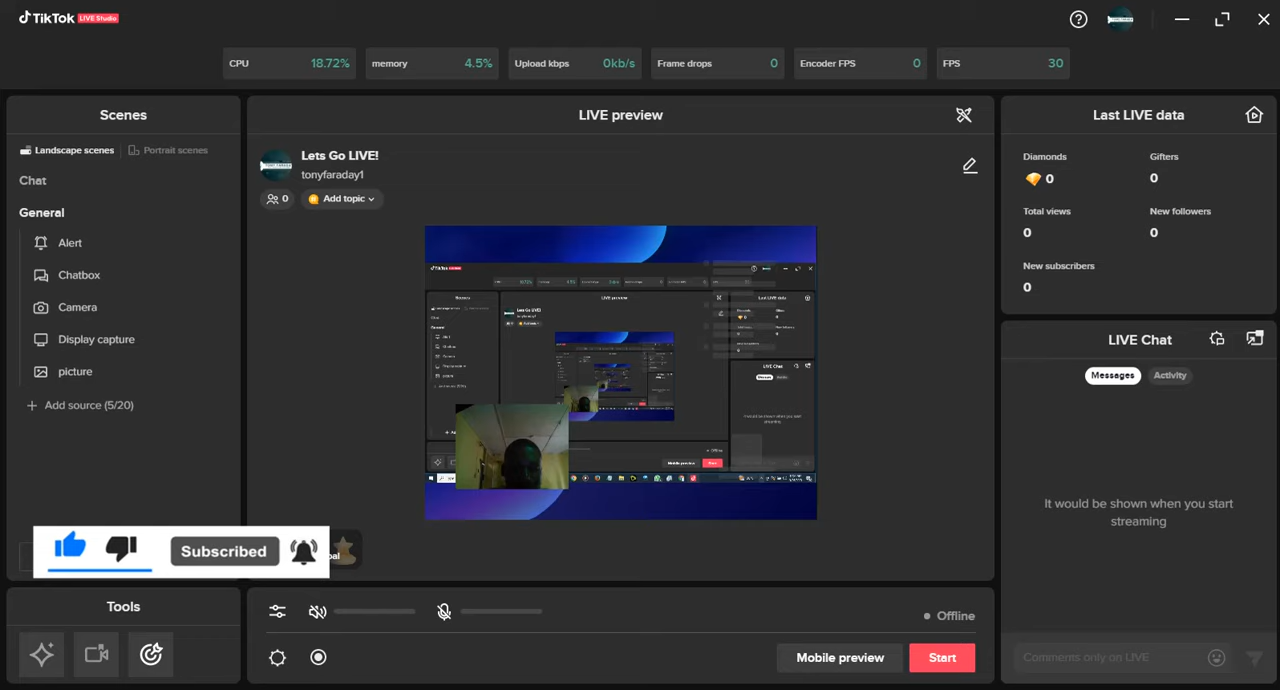 TikTok LIVE Studio
CPU 18.72%
memory 4.5%
Upload kbps 0kb/s
Frame drops 0
Encoder FPS 0
FPS 30
Scenes
Landscape scenes
Portrait scenes
Chat
General
Alert
Chatbox
Camera
Display capture
picture
Add source (5/20)
Subscribed
Tools
LIVE preview
Lets Go LIVE!
tonyfaraday1
0
Add topic
Offline
Mobile preview
Start
Last LIVE data
Diamonds
Gifters
0
0
Total views
New followers
0
0
New subscribers
0
LIVE Chat
Messages
Activity
It would be shown when you start
streaming
Comments only on LIVE